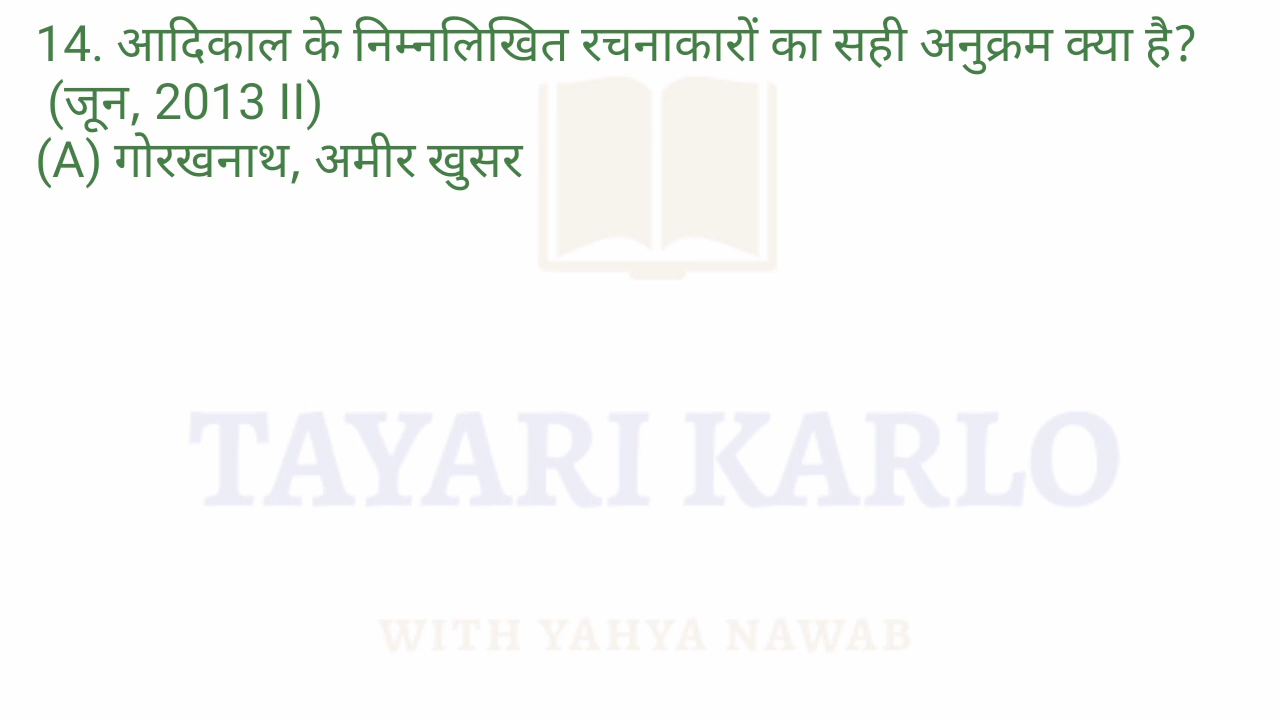 14. आदिकाल के निम्नलिखित रचनाकारों का सही अनुक्रम क्या है?
(जून, 2013 II)
(A) गोरखनाथ, अमीर खुसर
TAYARI KARLO
WITH YAHYA NAWAB